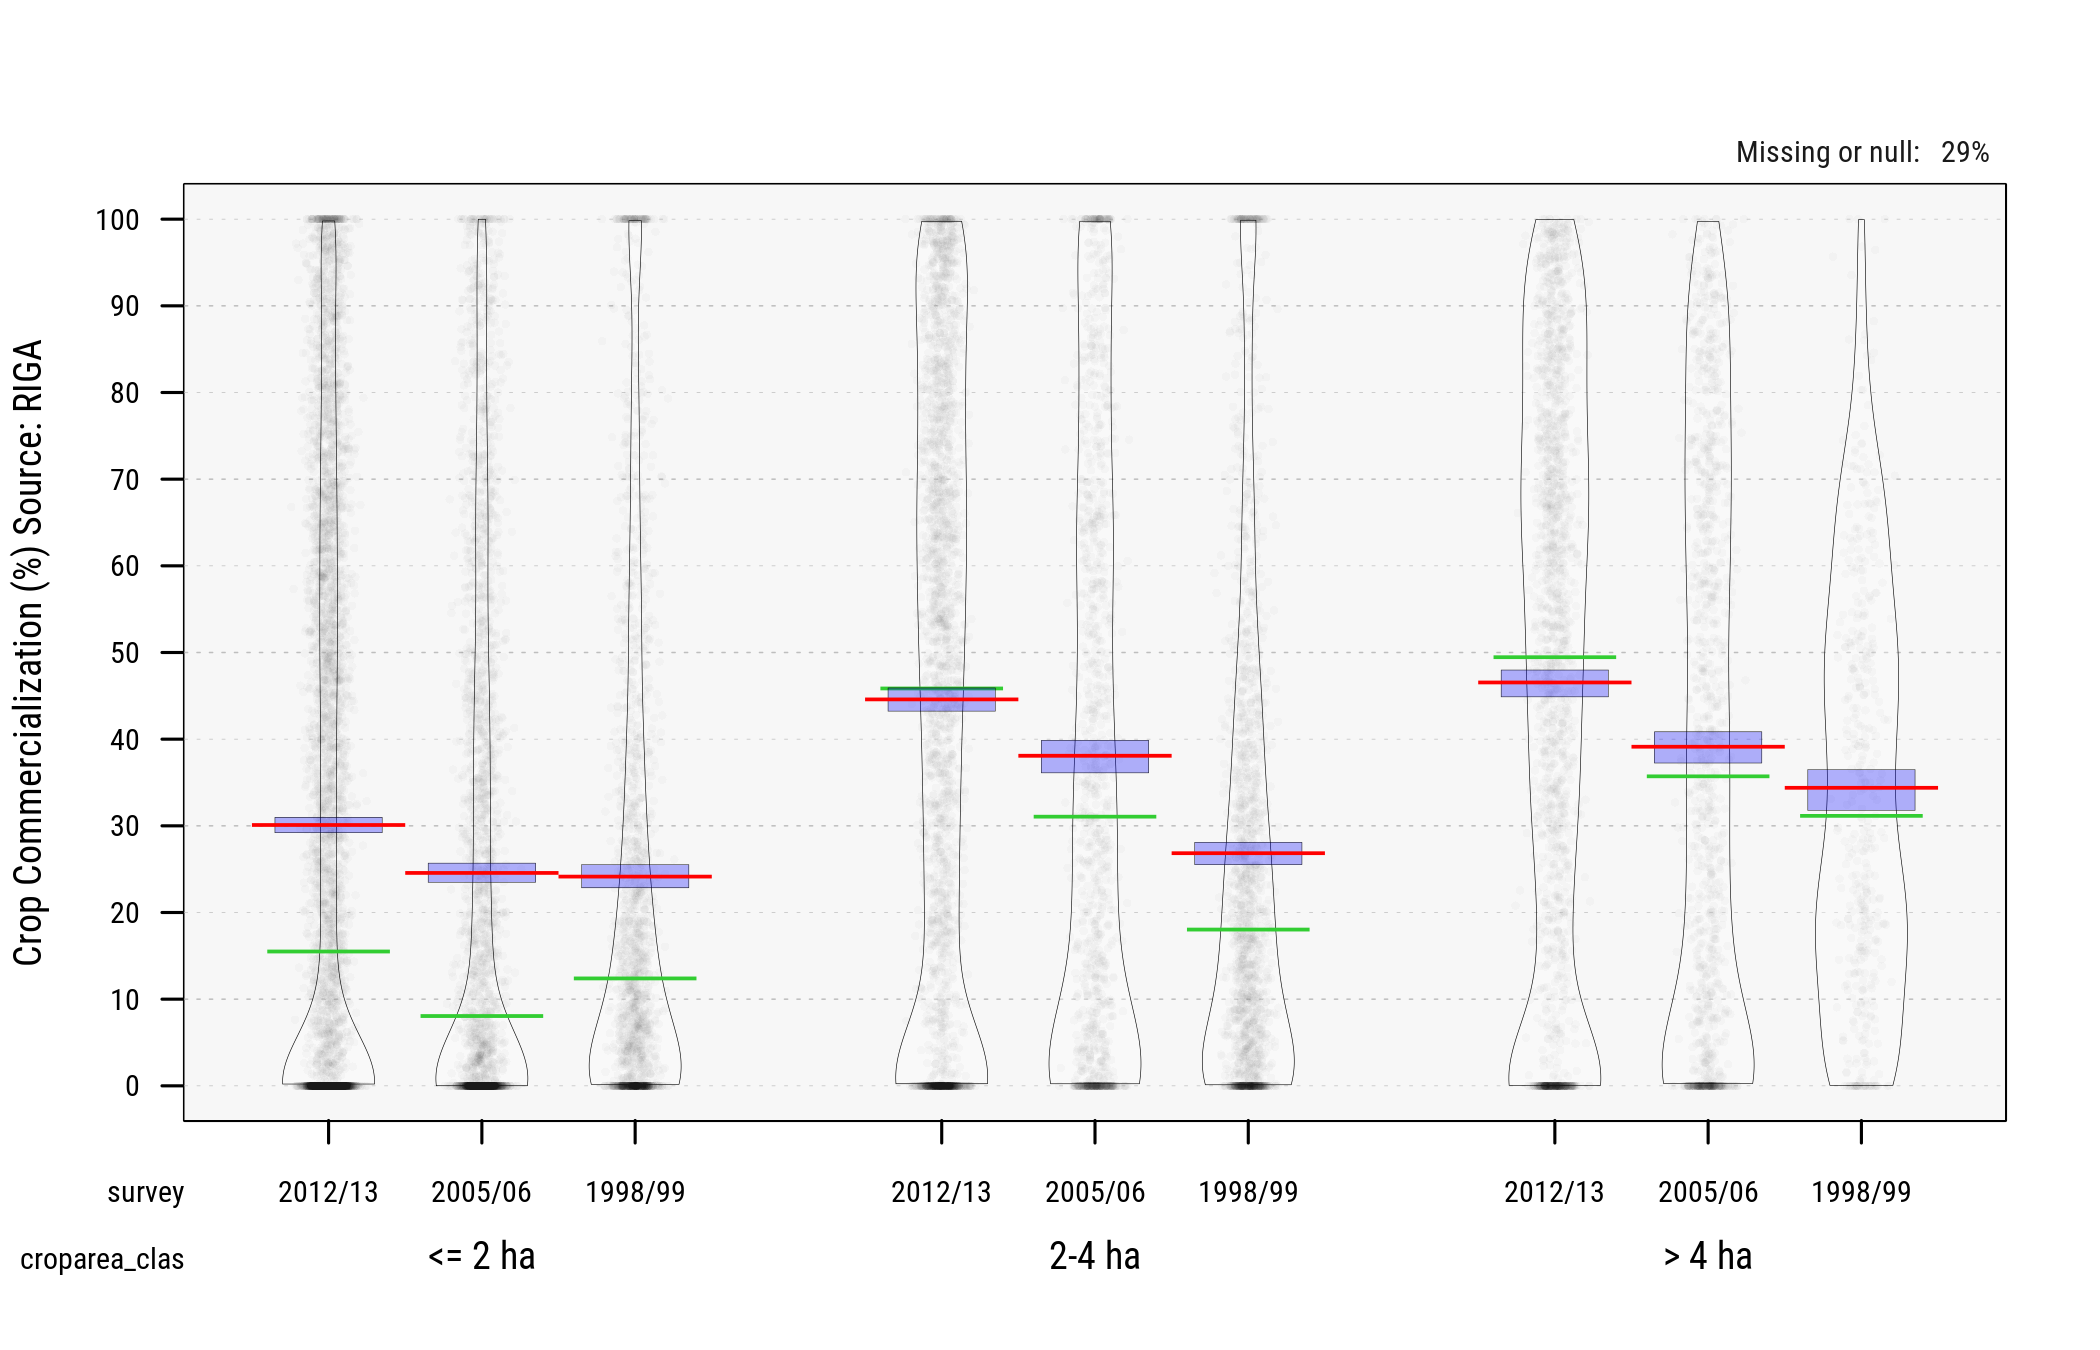 Missing or null: 29%
Crop Commercialization (%) Source: RIGA
100
90
80
70
60
50
40
30
20
10
0
survey 2012/13 2005/06 1998/99 2012/13 2005/06 1998/99 2012/13 2005/06 1998/99
croparea_clas <= 2 ha 2-4 ha > 4 ha